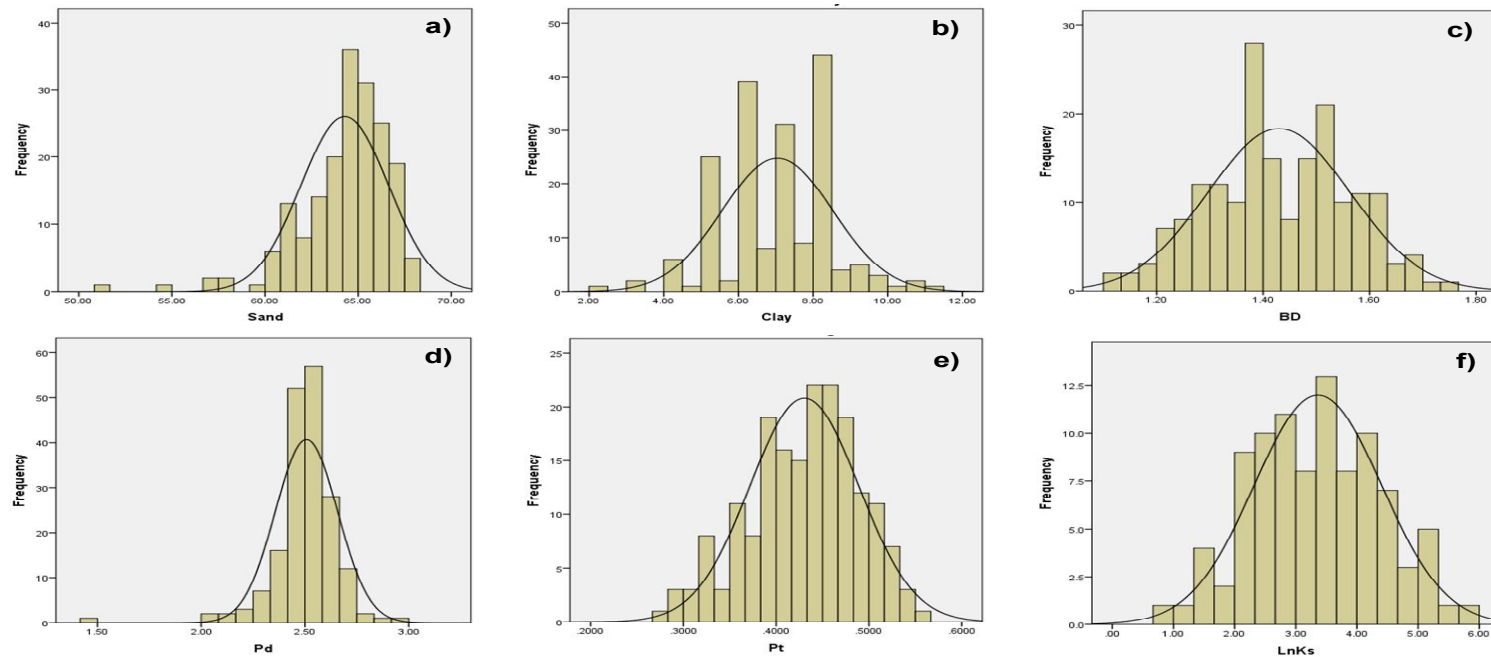 a)
Frequency
40
30
20
10
0
50.00 55.00 60.00 65.00 70.00
Sand
b)
Frequency
50
40
30
20
10
0
2.00 4.00 6.00 8.00 10.00 12.00
Clay
c)
Frequency
30
20
10
0
1.20 1.40 1.60 1.80
BD
d)
Frequency
60
50
40
30
20
10
0
1.50 2.00 2.50 3.00
Pd
e)
Frequency
25
20
15
10
5
0
.2000 .3000 .4000 .5000 .6000
Pt
f)
Frequency
12.5
10.0
7.5
5.0
2.5
0.0
.00 1.00 2.00 3.00 4.00 5.00 6.00
LnKs